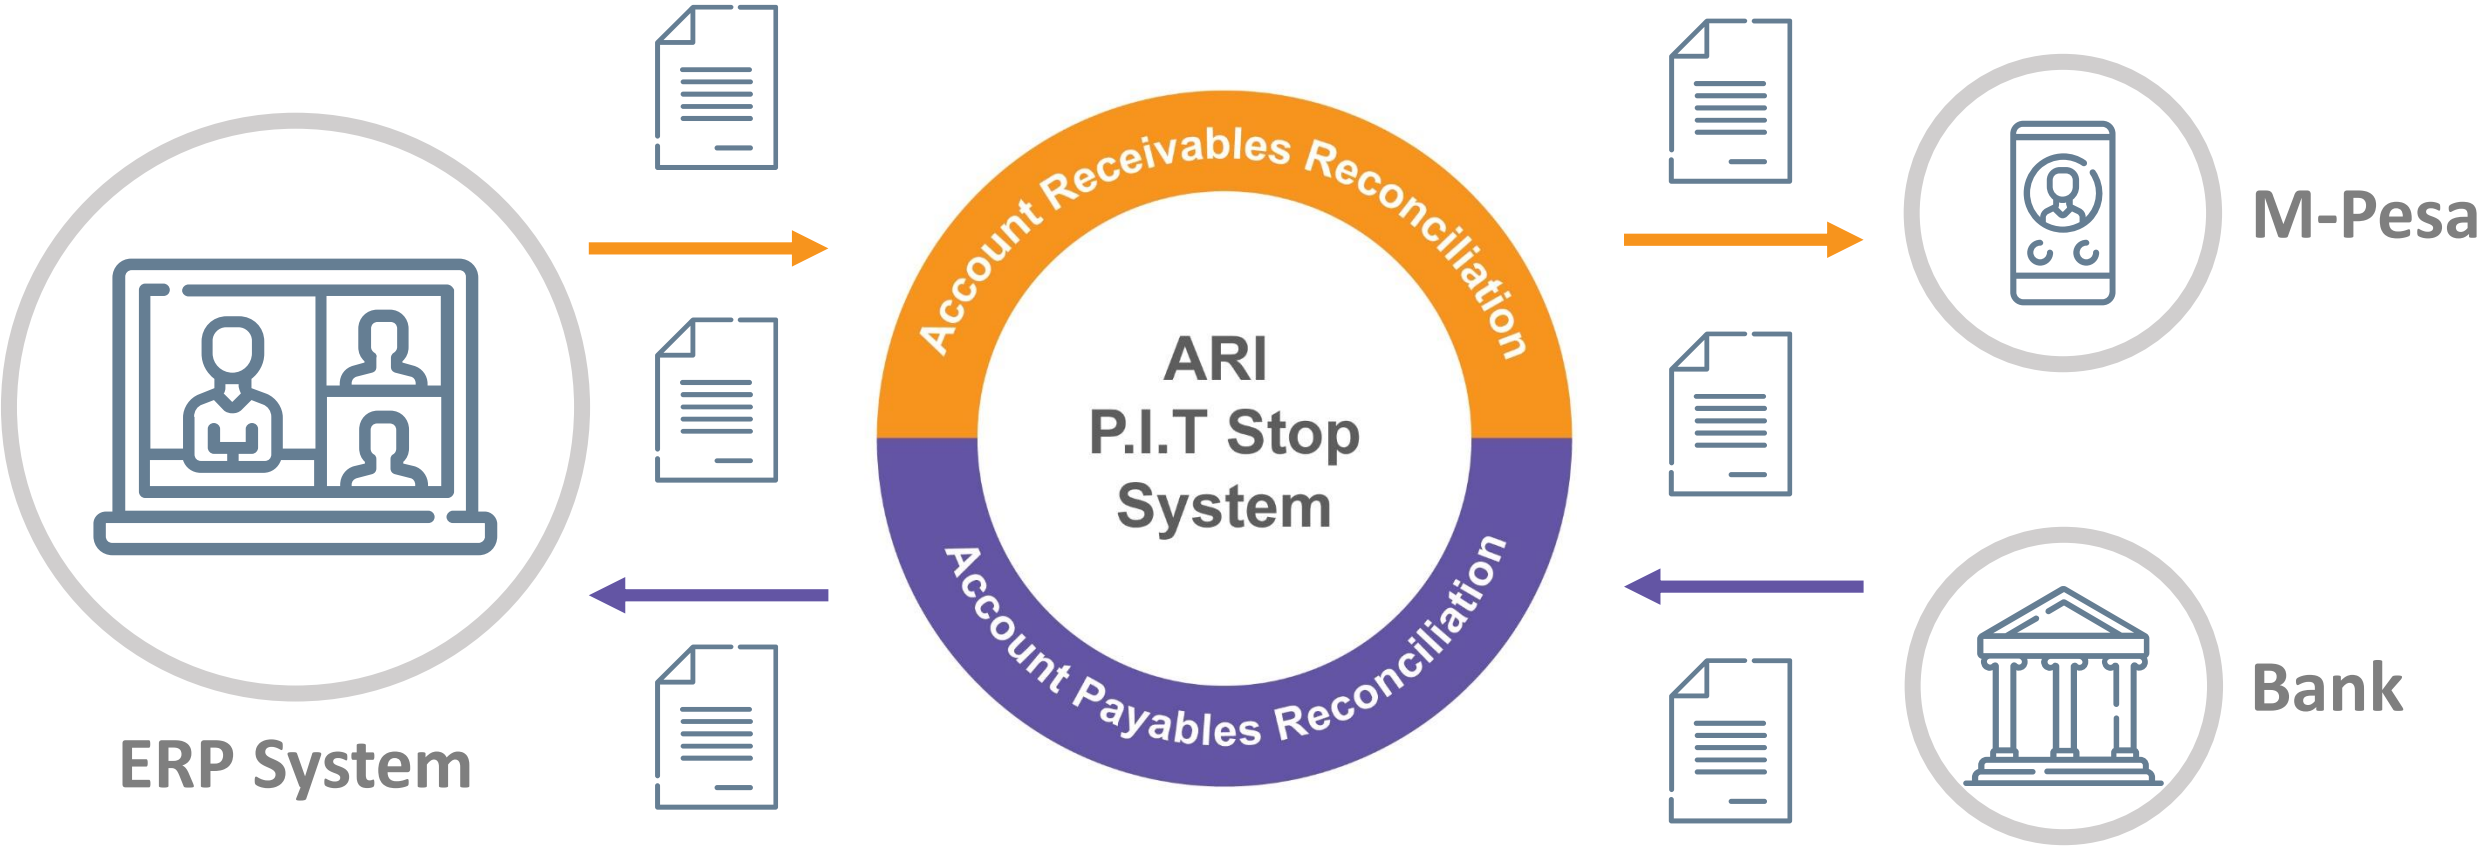 Account Receivables Reconciliation
ARI
P.I.T Stop
System
Account Payables Reconciliation
ERP System
M-Pesa
Bank